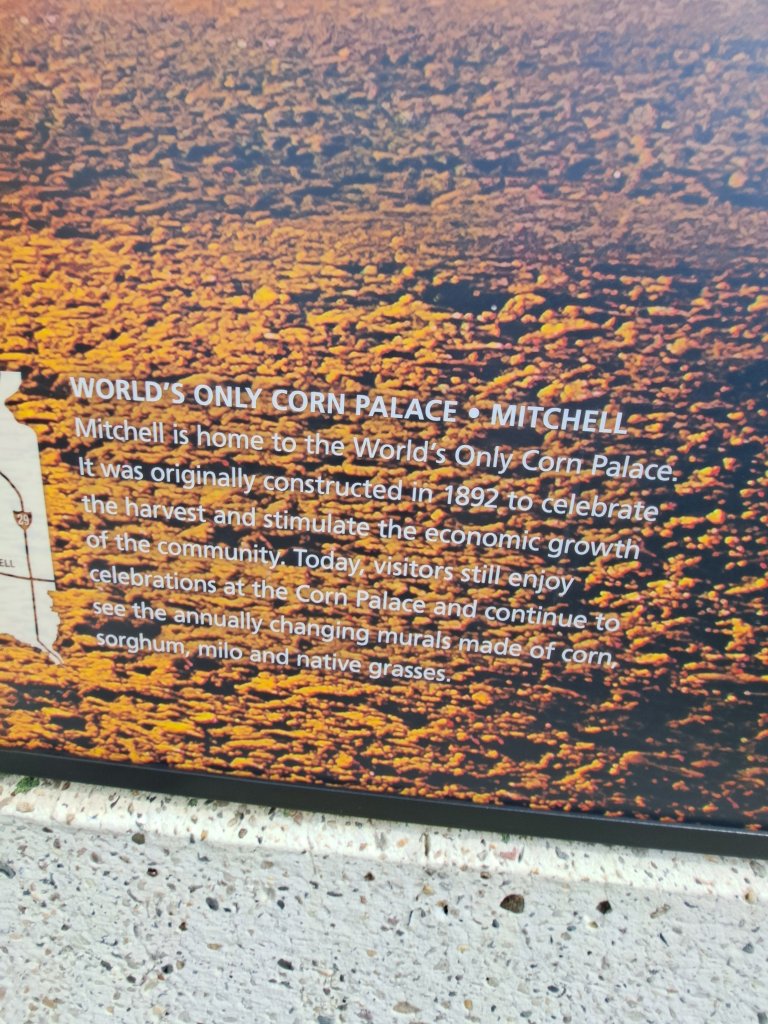 WORLD'S ONLY CORN PALACE • MITCHELL
Mitchell is home to the World's Only Corn Palace.
It was originally constructed in 1892 to celebrate
the harvest and stimulate the economic growth
of the community. Today, visitors still enjoy
celebrations at the Corn Palace and continue to
see the annually changing murals made of corn,
sorghum, milo and native grasses.
29
ELL